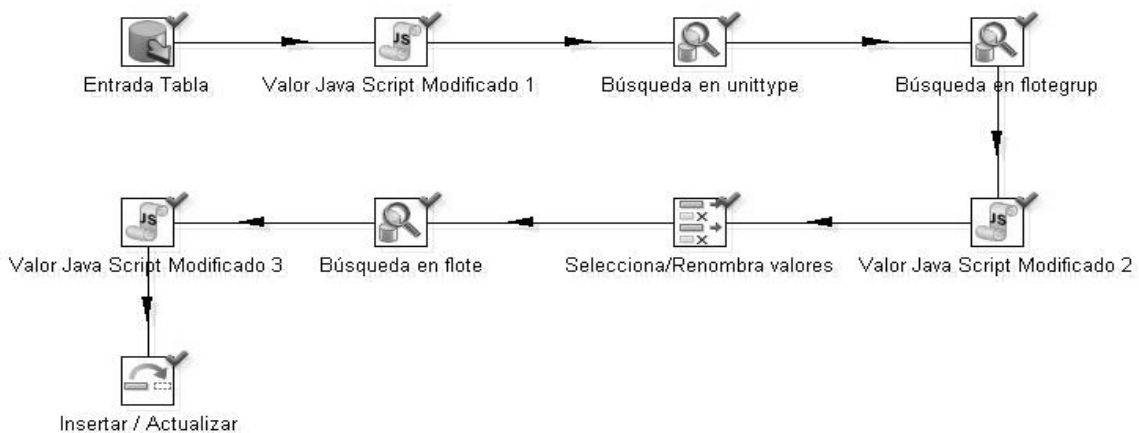 Entrada Tabla
Valor Java Script Modificado 1
Búsqueda en unittype
Búsqueda en flotegrup
Valor Java Script Modificado 3
Búsqueda en flote
Selecciona/Renombra valores
Valor Java Script Modificado 2
Insertar / Actualizar